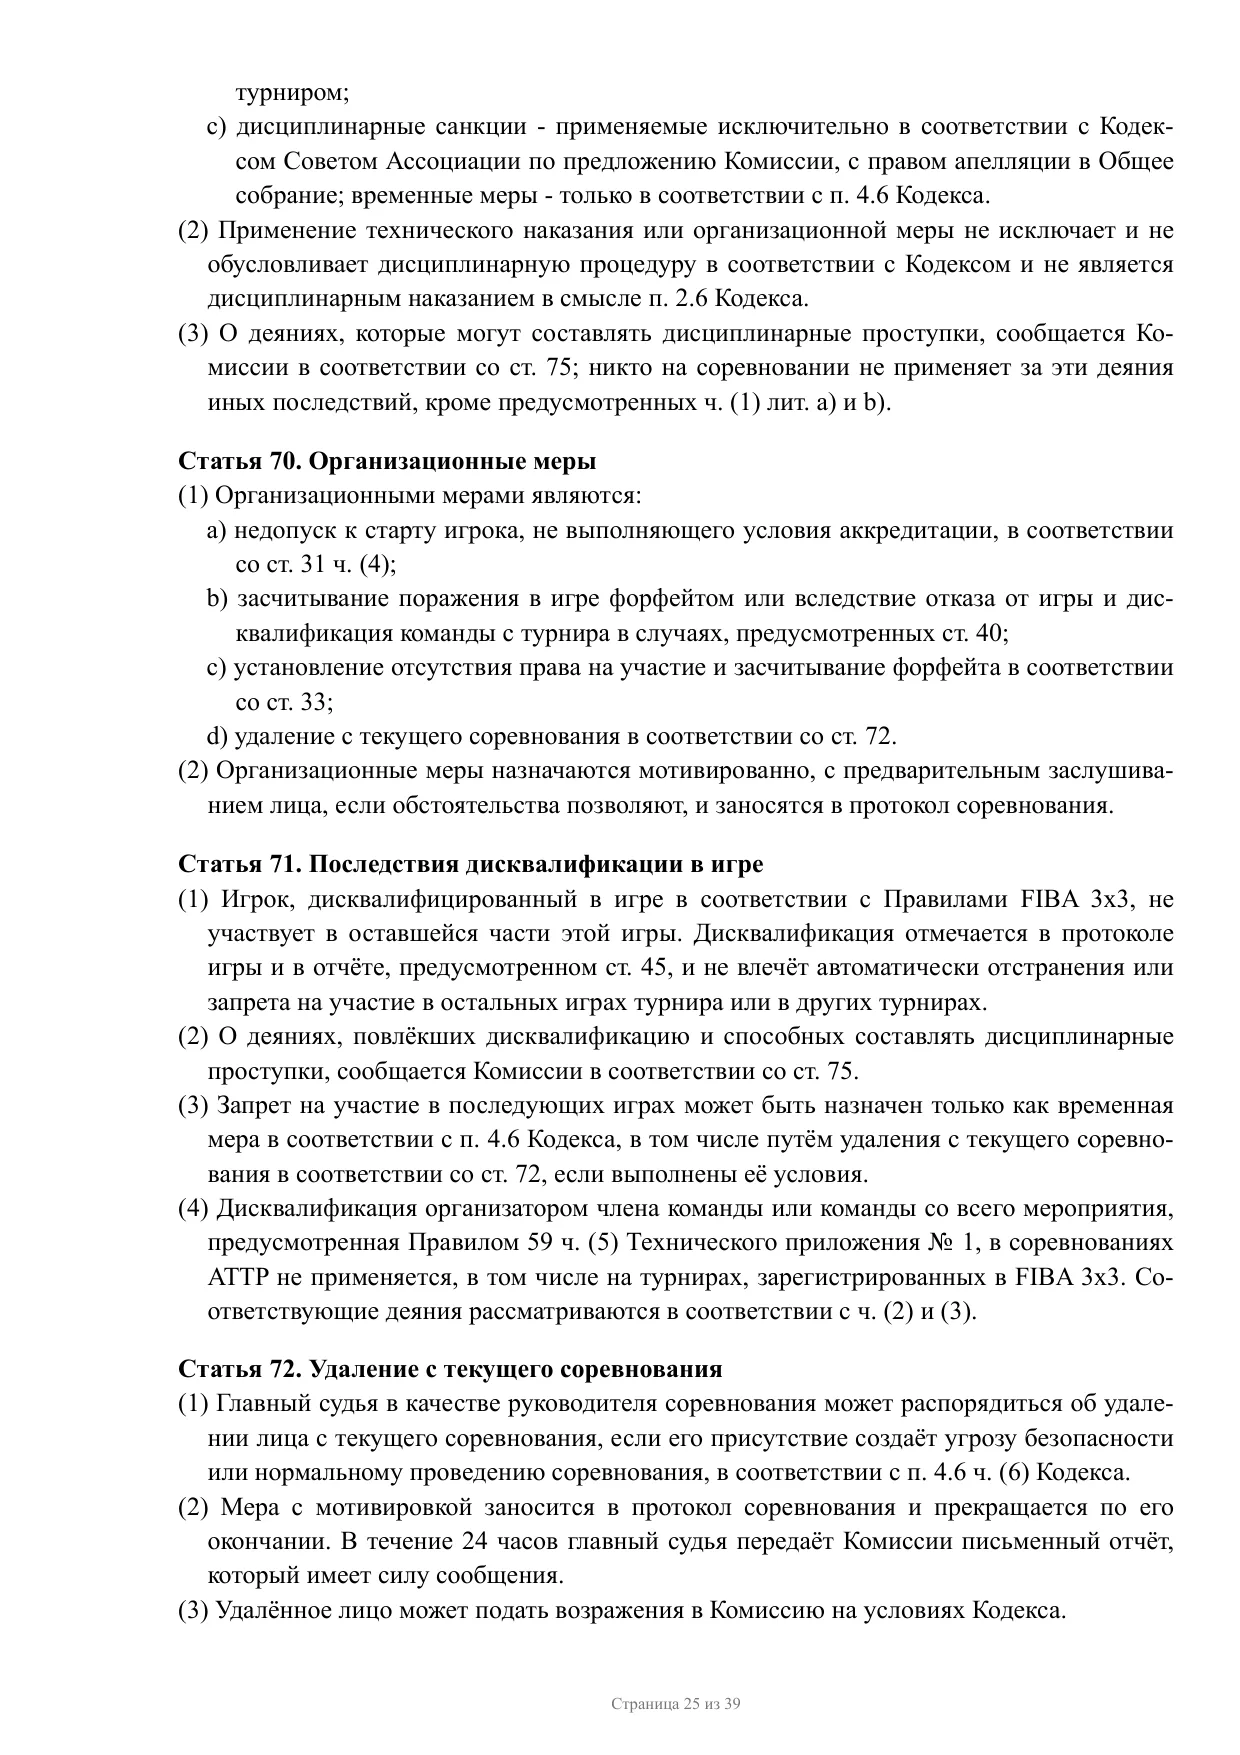 турниром;
c) дисциплинарные санкции - применяемые исключительно в соответствии с Кодек-
сом Советом Ассоциации по предложению Комиссии, с правом апелляции в Общее
собрание; временные меры - только в соответствии с п. 4.6 Кодекса.
(2) Применение технического наказания или организационной меры не исключает и не
обусловливает дисциплинарную процедуру в соответствии с Кодексом и не является
дисциплинарным наказанием в смысле п. 2.6 Кодекса.
(3) О деяниях, которые могут составлять дисциплинарные проступки, сообщается Ко-
миссии в соответствии со ст. 75; никто на соревновании не применяет за эти деяния
иных последствий, кроме предусмотренных ч. (1) лит. a) и b).
Статья 70. Организационные меры
(1) Организационными мерами являются:
a) недопуск к старту игрока, не выполняющего условия аккредитации, в соответствии
со ст. 31 ч. (4);
b) засчитывание поражения в игре форфейтом или вследствие отказа от игры и дис-
квалификация команды с турнира в случаях, предусмотренных ст. 40;
c) установление отсутствия права на участие и засчитывание форфейта в соответствии
со ст. 33;
d) удаление с текущего соревнования в соответствии со ст. 72.
(2) Организационные меры назначаются мотивированно, с предварительным заслушива-
нием лица, если обстоятельства позволяют, и заносятся в протокол соревнования.
Статья 71. Последствия дисквалификации в игре
(1) Игрок, дисквалифицированный в игре в соответствии с Правилами FIBA 3x3, не
участвует в оставшейся части этой игры. Дисквалификация отмечается в протоколе
игры и в отчёте, предусмотренном ст. 45, и не влечёт автоматически отстранения или
запрета на участие в остальных играх турнира или в других турнирах.
(2) О деяниях, повлёкших дисквалификацию и способных составлять дисциплинарные
проступки, сообщается Комиссии в соответствии со ст. 75.
(3) Запрет на участие в последующих играх может быть назначен только как временная
мера в соответствии с п. 4.6 Кодекса, в том числе путём удаления с текущего соревно-
вания в соответствии со ст. 72, если выполнены её условия.
(4) Дисквалификация организатором члена команды или команды со всего мероприятия,
предусмотренная Правилом 59 ч. (5) Технического приложения № 1, в соревнованиях
АТТР не применяется, в том числе на турнирах, зарегистрированных в FIBA 3x3. Со-
ответствующие деяния рассматриваются в соответствии с ч. (2) и (3).
Статья 72. Удаление с текущего соревнования
(1) Главный судья в качестве руководителя соревнования может распорядиться об удале-
нии лица с текущего соревнования, если его присутствие создаёт угрозу безопасности
или нормальному проведению соревнования, в соответствии с п. 4.6 ч. (6) Кодекса.
(2) Мера с мотивировкой заносится в протокол соревнования и прекращается по его
окончании. В течение 24 часов главный судья передаёт Комиссии письменный отчёт,
который имеет силу сообщения.
(3) Удалённое лицо может подать возражения в Комиссию на условиях Кодекса.
Страница 25 из 39